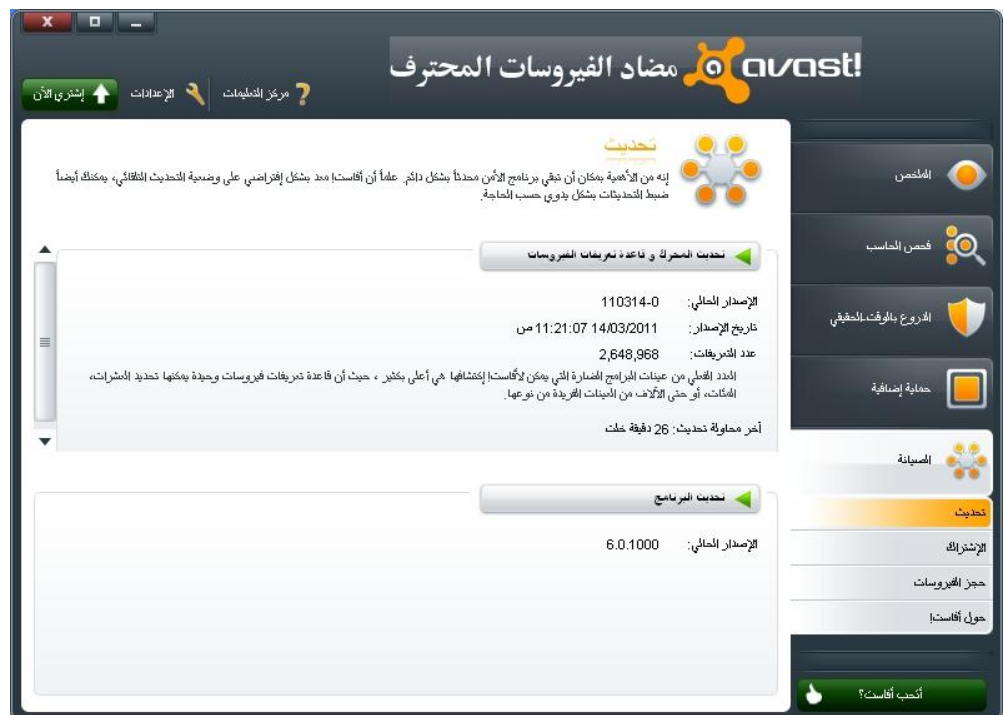 avast! مضاد الفيروسات المحترف
مركز التعليمات
الإعدادات
إشتري الآن
الملخص
فحص الحاسب
الدروع بالوقت الحقيقي
حماية إضافية
الصيانة
تحديث
الإشتراك
حجز الفيروسات
حول أفاست!
أتحب أفاست؟
تحديث
إنه من الأهمية بمكان أن تبقي برنامج الأمن محدثاً بشكل دائم. علماً أن أفاست! معد بشكل إفتراضي على وضعية التحديث التلقائي، يمكنك أيضاً
ضبط التحديثات بشكل يدوي حسب الحاجة.
تحديث المحرك و قاعدة تعريفات الفيروسات
الإصدار الحالي: 110314-0
تاريخ الإصدار: 14/03/2011 11:21:07 ص
عدد التعريفات: 2,648,968
العدد الفعلي من عينات البرامج الضارة التي يمكن لأفاست! إكتشافها هي أعلى بكثير ، حيث أن قاعدة تعريفات فيروسات وحيدة يمكنها تحديد العشرات،
المئات، أو حتى الألاف من العينات الفريدة من نوعها.
آخر محاولة تحديث: 26 دقيقة خلت
تحديث البرنامج
الإصدار الحالي: 6.0.1000